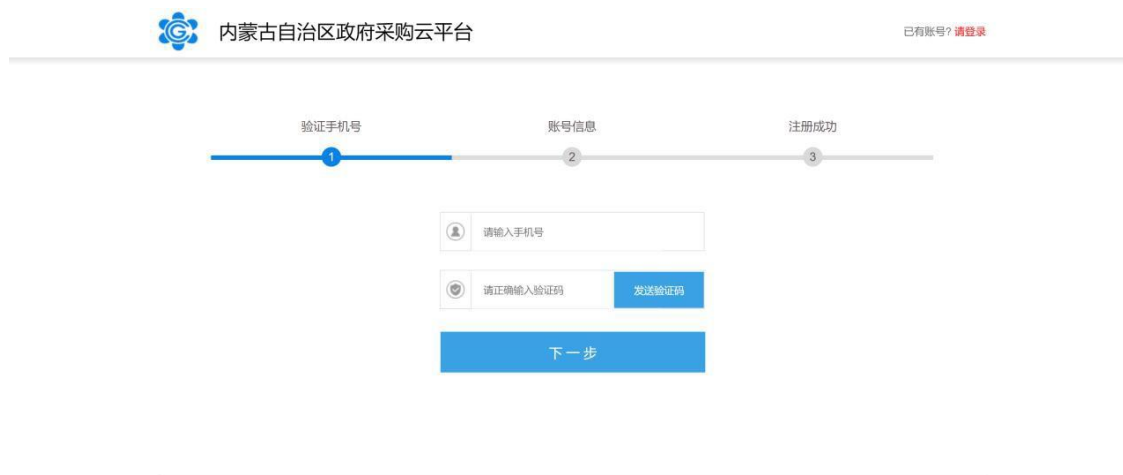 内蒙古自治区政府采购云平台
已有账号? 请登录
验证手机号 账号信息 注册成功
1 2 3
请输入手机号
请正确输入验证码 发送验证码
下一步